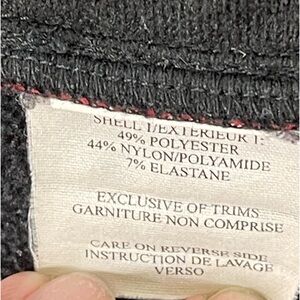 SHELL 1/EXTERIEUR 1:
49% POLYESTER
44% NYLON/POLYAMIDE
7% ELASTANE
EXCLUSIVE OF TRIMS
GARNITURE NON COMPRISE
CARE ON REVERSE SIDE
INSTRUCTION DE LAVAGE
VERSO